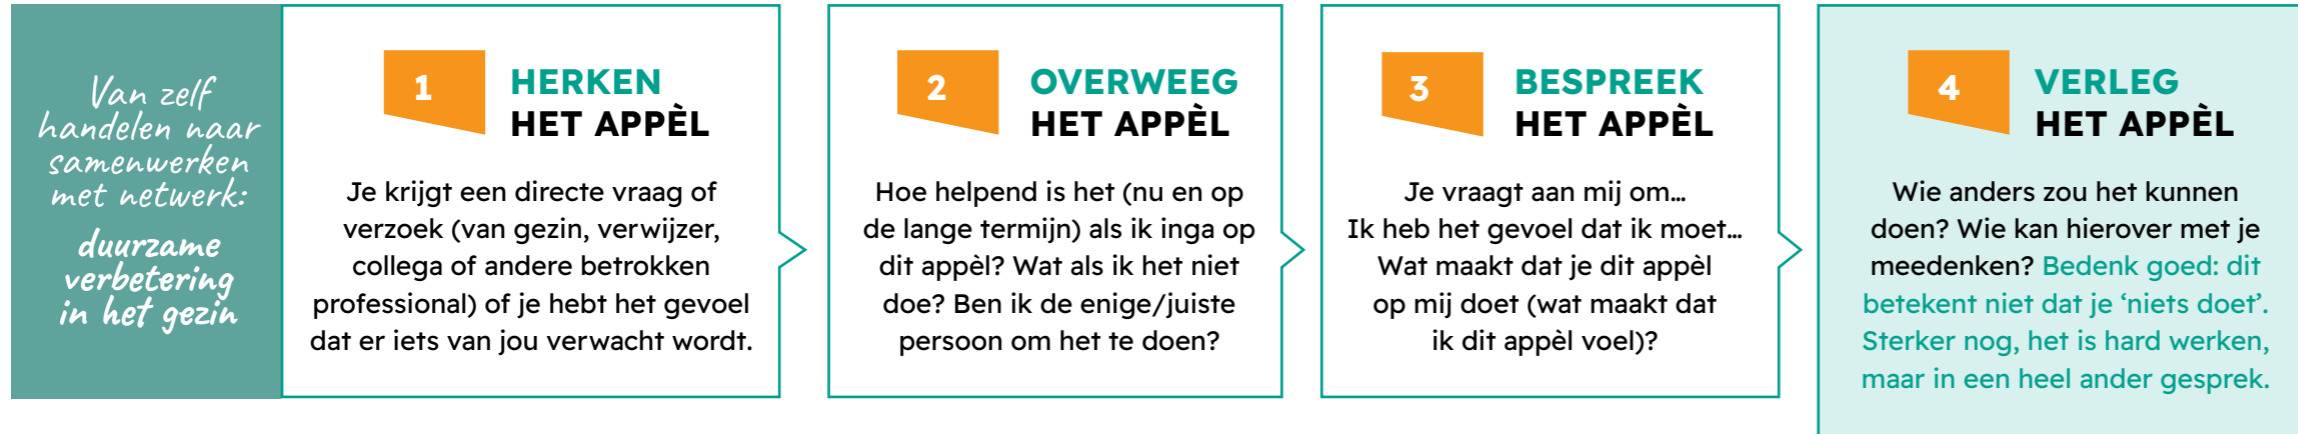 Van zelf
handelen naar
samenwerken
met netwerk:
duurzame
verbetering
in het gezin
1
HERKEN
HET APPÈL
Je krijgt een directe vraag of
verzoek (van gezin, verwijzer,
collega of andere betrokken
professional) of je hebt het gevoel
dat er iets van jou verwacht wordt.
2
OVERWEEG
HET APPÈL
Hoe helpend is het (nu en op
de lange termijn) als ik inga op
dit appèl? Wat als ik het niet
doe? Ben ik de enige/juiste
persoon om het te doen?
3
BESPREEK
HET APPÈL
Je vraagt aan mij om…
Ik heb het gevoel dat ik moet…
Wat maakt dat je dit appèl
op mij doet (wat maakt dat
ik dit appèl voel)?
4
VERLEG
HET APPÈL
Wie anders zou het kunnen
doen? Wie kan hierover met je
meedenken? Bedenk goed: dit
betekent niet dat je ‘niets doet’.
Sterker nog, het is hard werken,
maar in een heel ander gesprek.